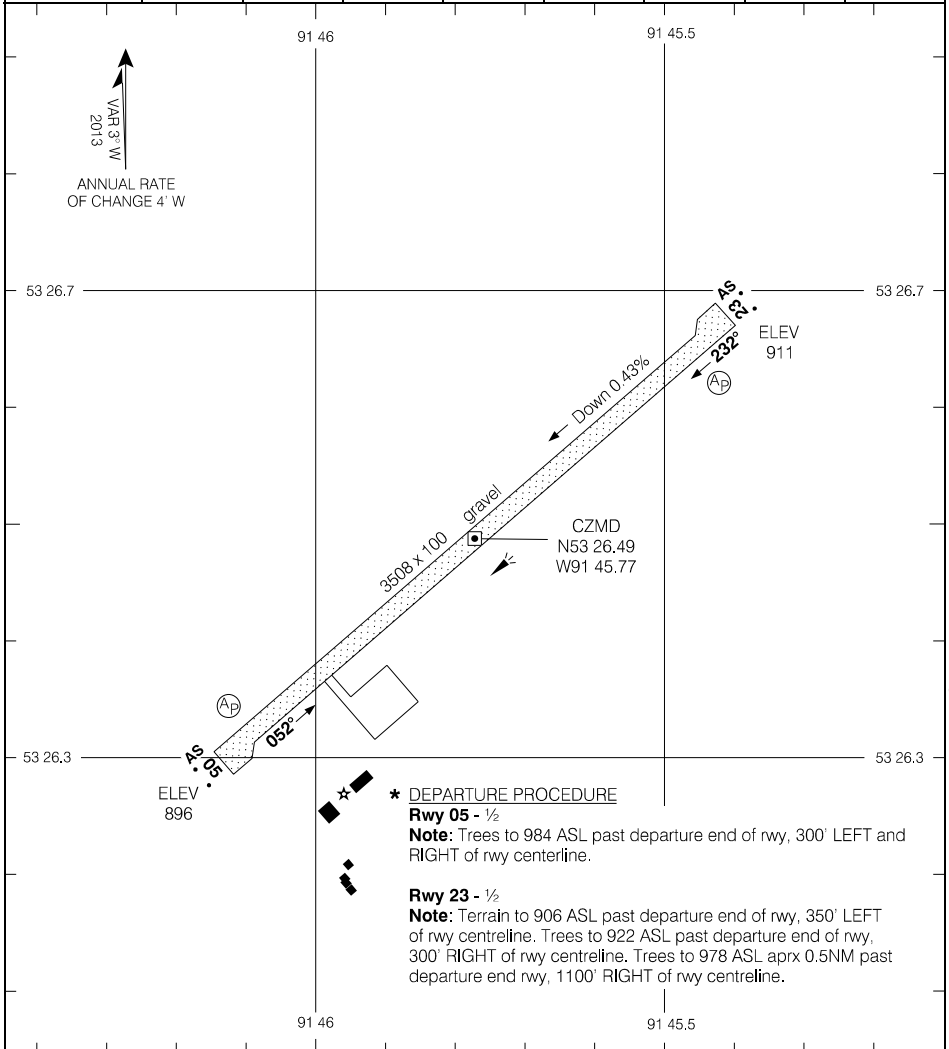 91 46
91 45.5
VAR 3° W
2013
ANNUAL RATE
OF CHANGE 4' W
53 26.7
53 26.7
AS
23
ELEV
911
232°
AP
Down 0.43%
gravel
3508 x 100
CZMD
N53 26.49
W91 45.77
AP
052°
53 26.3
53 26.3
AS
05
ELEV
896
* DEPARTURE PROCEDURE
Rwy 05 - ½
Note: Trees to 984 ASL past departure end of rwy, 300' LEFT and
RIGHT of rwy centerline.
Rwy 23 - ½
Note: Terrain to 906 ASL past departure end of rwy, 350' LEFT
of rwy centreline. Trees to 922 ASL past departure end of rwy,
300' RIGHT of rwy centreline. Trees to 978 ASL aprx 0.5NM past
departure end rwy, 1100' RIGHT of rwy centreline.
91 46
91 45.5